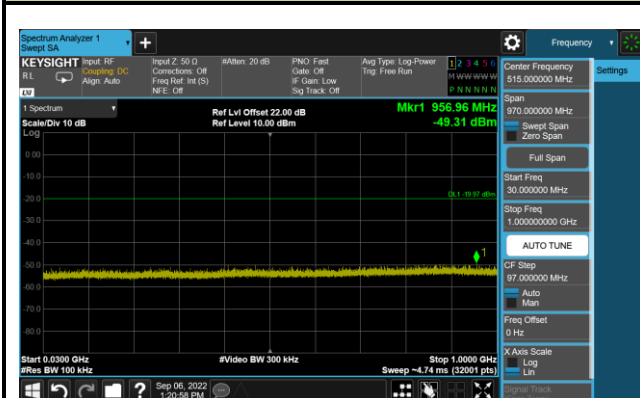 Spectrum Analyzer 1
Swept SA
+
Frequency
KEYSIGHT Input: RF
RL
Coupling: DC
Align: Auto
Input Z: 50 Ω
Corrections: Off
Freq Ref: Int (S)
NFE: Off
#Atten: 20 dB
PNO: Fast
Gate: Off
IF Gain: Low
Sig Track: Off
Avg Type: Log-Power
Trig: Free Run
1 2 3 4 5 6
M W W W W W
P N N N N N
LXI
Center Frequency
515.000000 MHz
Settings
1 Spectrum
Scale/Div 10 dB
Log
Ref Lvl Offset 22.00 dB
Ref Level 10.00 dBm
Mkr1 956.96 MHz
-49.31 dBm
Span
970.000000 MHz
Swept Span
Zero Span
Full Span
Start Freq
30.000000 MHz
Stop Freq
1.000000000 GHz
AUTO TUNE
CF Step
97.000000 MHz
Auto
Man
Freq Offset
0 Hz
X Axis Scale
Log
Lin
Signal Track
0.00
-10.0
-20.0
-30.0
-40.0
-50.0
-60.0
-70.0
-80.0
DL1 -19.97 dBm
1
Start 0.0300 GHz
#Res BW 100 kHz
#Video BW 300 kHz
Stop 1.0000 GHz
Sweep ~4.74 ms (32001 pts)
?
Sep 06, 2022
1:20:58 PM